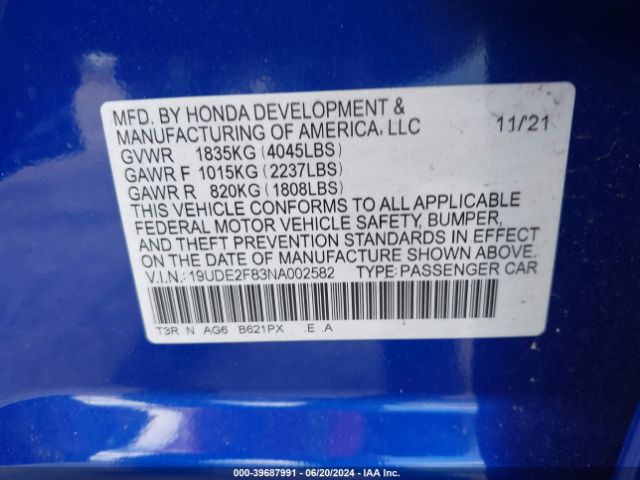 MFD. BY HONDA DEVELOPMENT &
MANUFACTURING OF AMERICA, LLC 11/21
GVWR 1835KG (4045LBS)
GAWR F 1015KG (2237LBS)
GAWR R 820KG (1808LBS)
THIS VEHICLE CONFORMS TO ALL APPLICABLE
FEDERAL MOTOR VEHICLE SAFETY, BUMPER,
AND THEFT PREVENTION STANDARDS IN EFFECT
ON THE DATE OF MANUFACTURE SHOWN ABOVE.
V.I.N.: 19UDE2F83NA002582 TYPE: PASSENGER CAR
T3R N AG6 B621PX .E .A
000-39687991 - 06/20/2024 - IAA Inc.